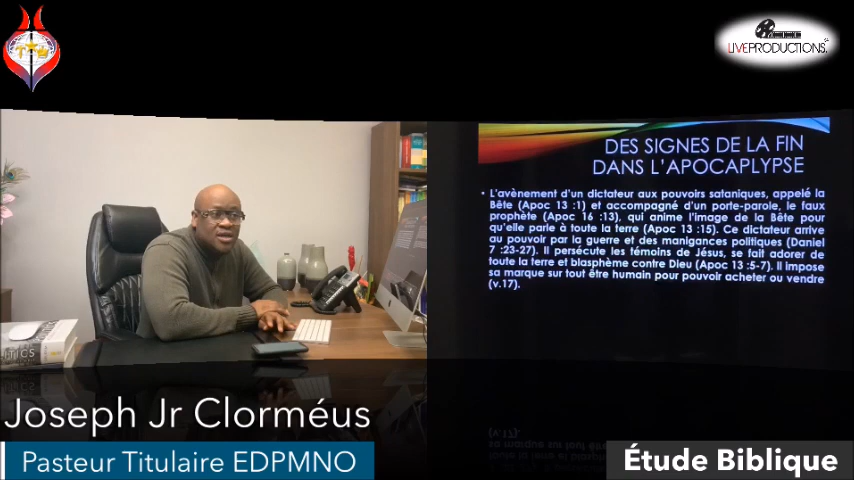 LIVEPRODUCTIONS.
DES SIGNES DE LA FIN
DANS L'APOCAPLYPSE
• L'avènement d'un dictateur aux pouvoirs sataniques, appelé la
Bête (Apoc 13 :1) et accompagné d'un porte-parole, le faux
prophète (Apoc 16 :13), qui anime l'image de la Bête pour
qu'elle parle à toute la terre (Apoc 13 :15). Ce dictateur arrive
au pouvoir par la guerre et des manigances politiques (Daniel
7 :23-27). Il persécute les témoins de Jésus, se fait adorer de
toute la terre et blasphème contre Dieu (Apoc 13 :5-7). Il impose
sa marque sur tout être humain pour pouvoir acheter ou vendre
(v.17).
Joseph Jr Clorméus
Pasteur Titulaire EDPMNO
Étude Biblique